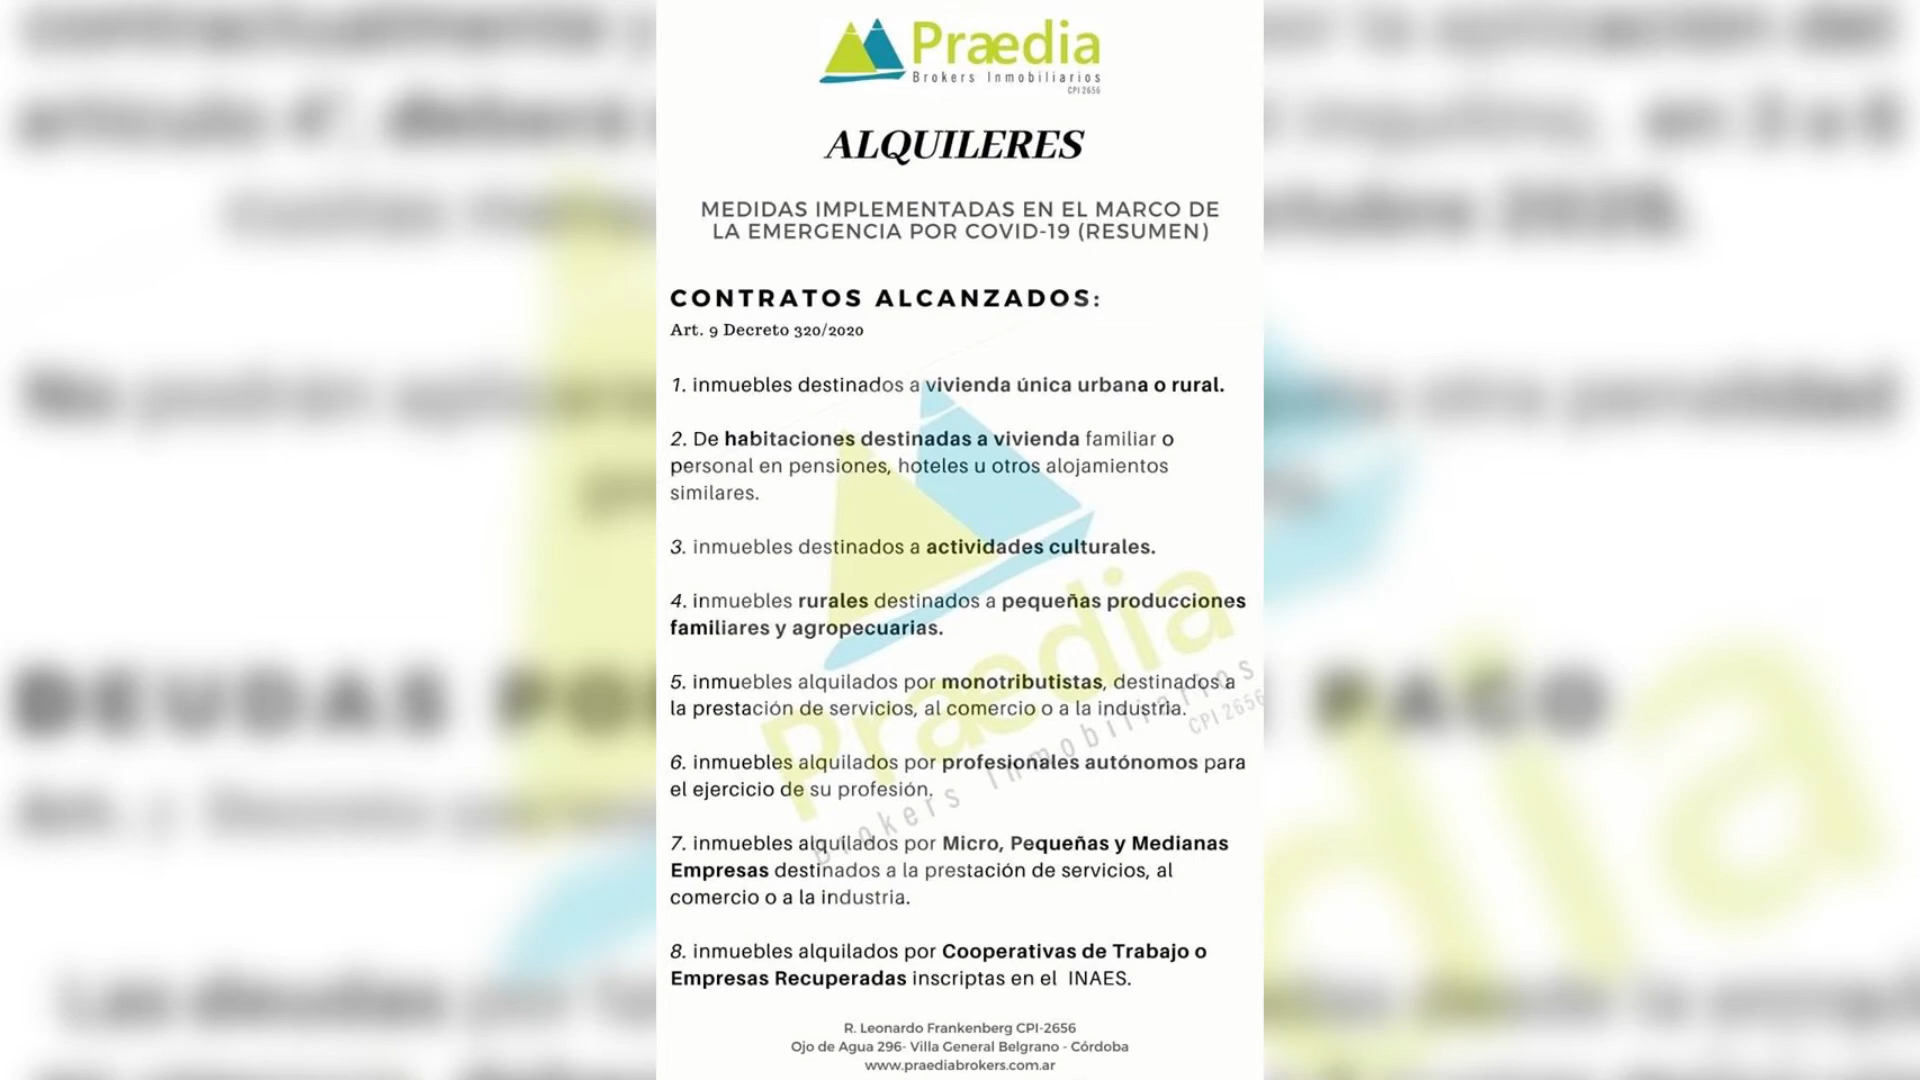 Prædia
Brokers Inmobiliarios
CPI 2656
ALQUILERES
MEDIDAS IMPLEMENTADAS EN EL MARCO DE
LA EMERGENCIA POR COVID-19 (RESUMEN)
CONTRATOS ALCANZADOS:
Art. 9 Decreto 320/2020
1. inmuebles destinados a vivienda única urbana o rural.
2. De habitaciones destinadas a vivienda familiar o
personal en pensiones, hoteles u otros alojamientos
similares.
3. inmuebles destinados a actividades culturales.
4. inmuebles rurales destinados a pequeñas producciones
familiares y agropecuarias.
5. inmuebles alquilados por monotributistas, destinados a
la prestación de servicios, al comercio o a la industria.
6. inmuebles alquilados por profesionales autónomos para
el ejercicio de su profesión.
7. inmuebles alquilados por Micro, Pequeñas y Medianas
Empresas destinados a la prestación de servicios, al
comercio o a la industria.
8. inmuebles alquilados por Cooperativas de Trabajo o
Empresas Recuperadas inscriptas en el INAES.
Prædia
Brokers Inmobiliarios
CPI 2656
R. Leonardo Frankenberg CPI-2656
Ojo de Agua 296- Villa General Belgrano - Córdoba
www.praediabrokers.com.ar